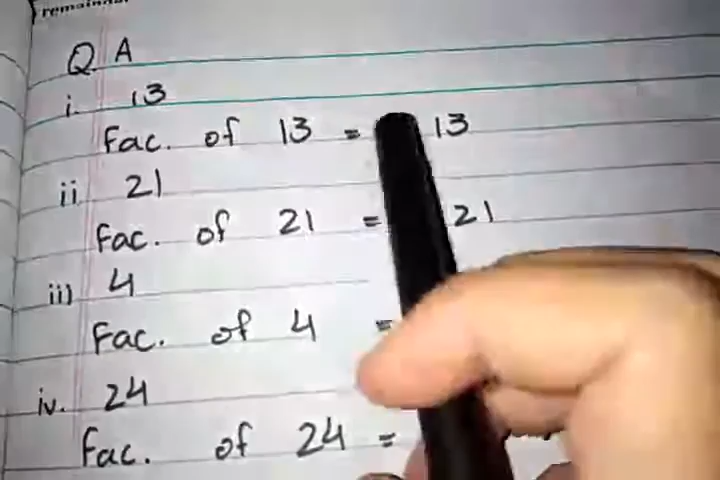 Q A
i. 13
Fac. of 13 = 13
ii 21
Fac. of 21 = 21
iii) 4
Fac. of 4 =
iv. 24
Fac. of 24 =